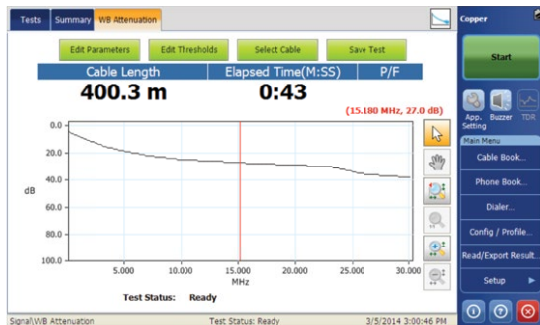 Tests Summary WB Attenuation
Edit Parameters Edit Thresholds Select Cable Save Test
Cable Length Elapsed Time(M:SS) P/F
400.3 m 0:43
(15.180 MHz, 27.0 dB)
0.0
20.0
40.0
dB
60.0
80.0
100.0
5.000 10.000 15.000 20.000 25.000 30.000
MHz
Test Status: Ready
Signal\WB Attenuation Test Status: Ready 3/5/2014 3:00:46 PM
Copper
Start
App. Setting Buzzer TDR
Main Menu
Cable Book...
Phone Book...
Dialer...
Config / Profile...
Read/Export Result...
Setup